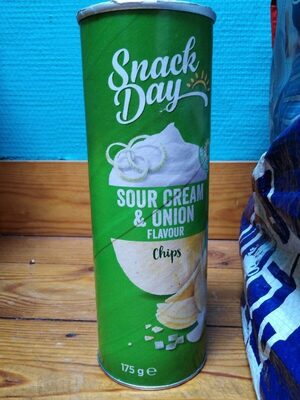 Snack
Day
SOUR CREAM
& ONION
FLAVOUR
Chips
175 g e